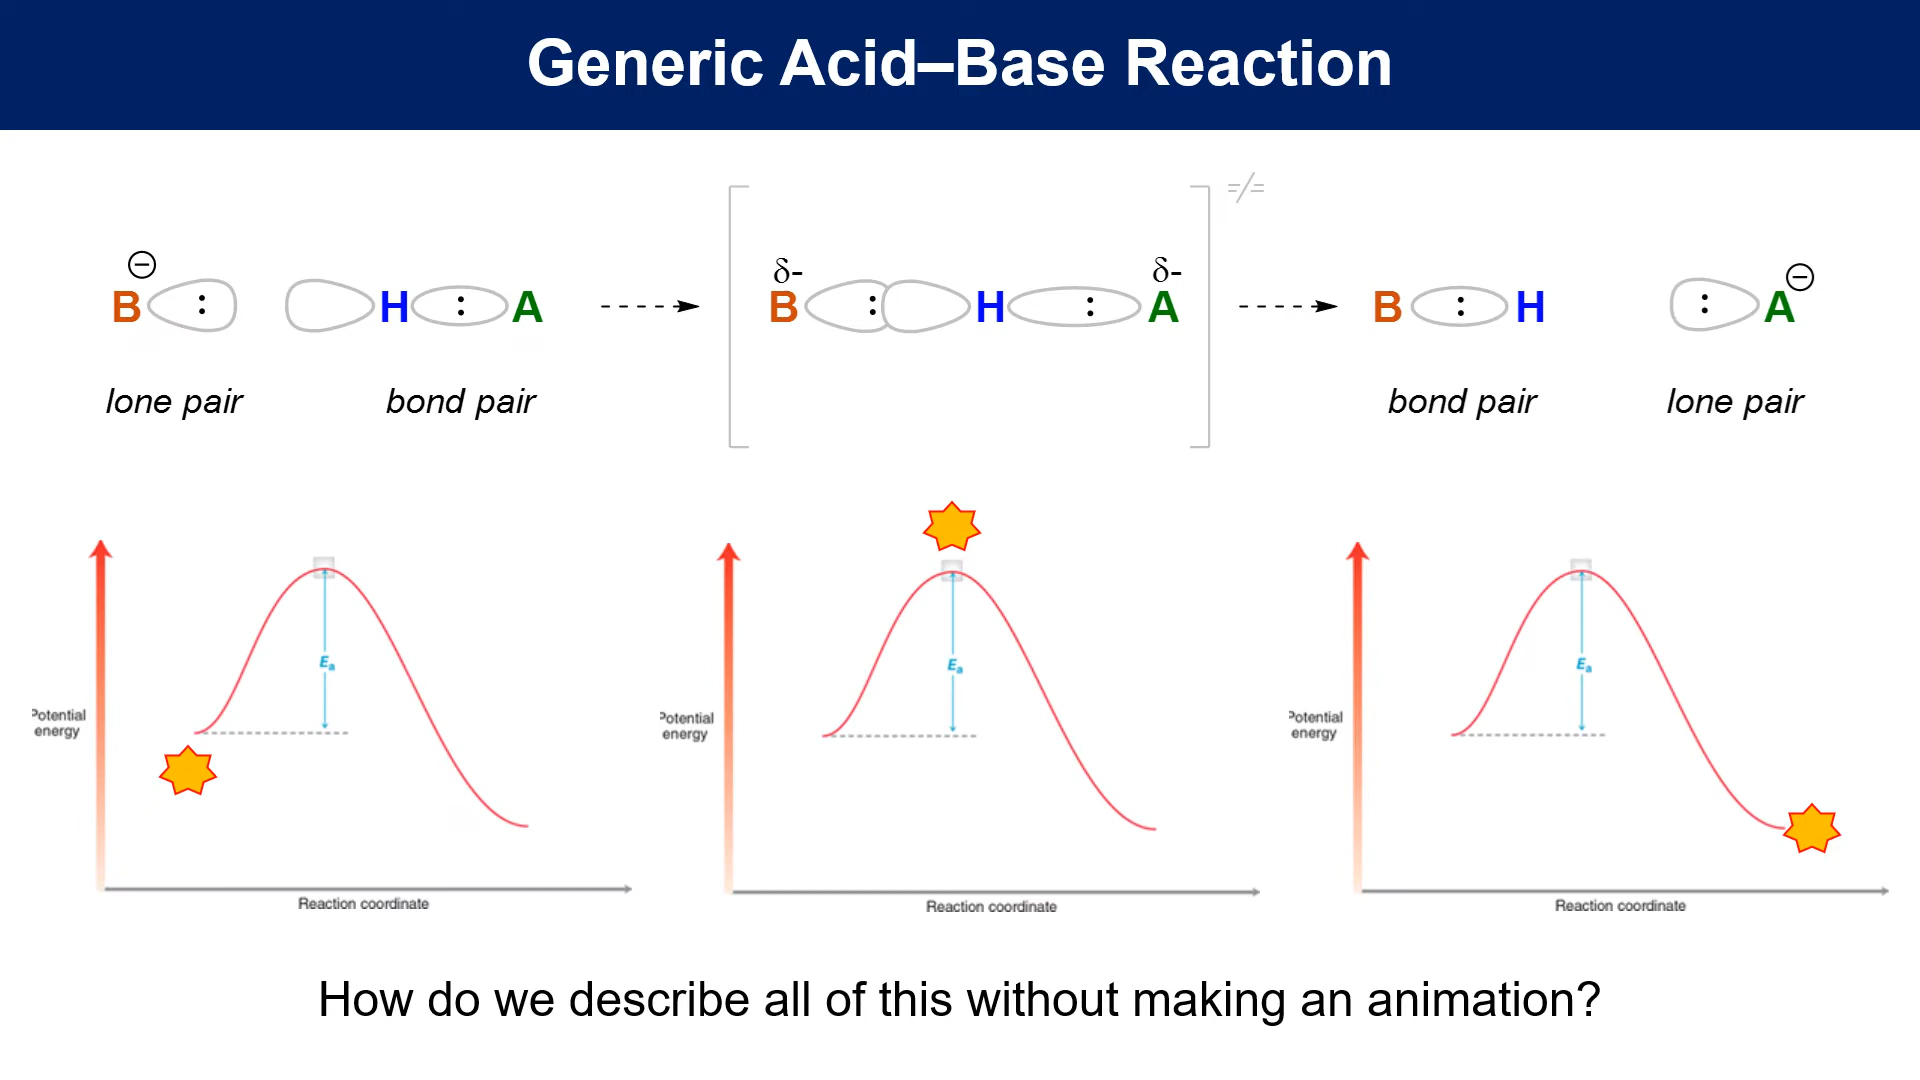 Generic Acid–Base Reaction
⊖ B : H : A
[ δ- B : H : δ- A ] =/=
B : H : A ⊖
lone pair
bond pair
bond pair
lone pair
Potential
energy
Ea
Reaction coordinate
Potential
energy
Ea
Reaction coordinate
Potential
energy
Ea
Reaction coordinate
How do we describe all of this without making an animation?